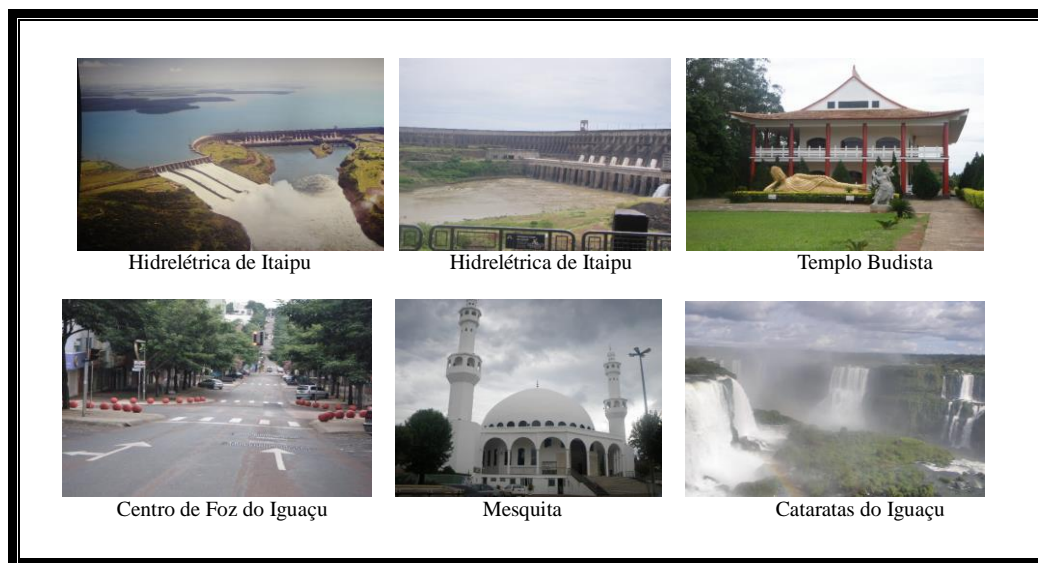 Hidrelétrica de Itaipu
Hidrelétrica de Itaipu
Templo Budista
Centro de Foz do Iguaçu
Mesquita
Cataratas do Iguaçu